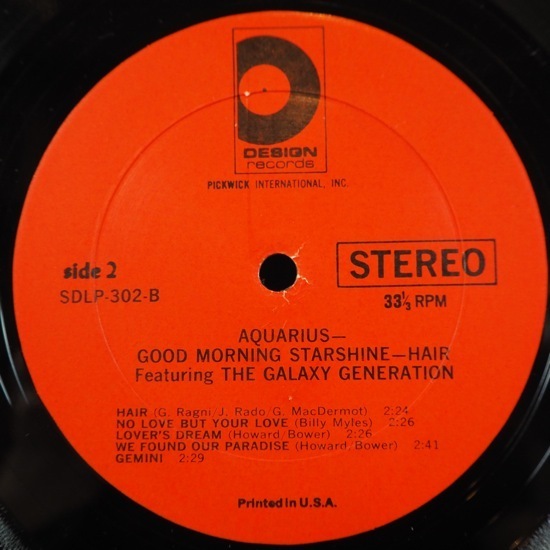 DESIGN
records
PICKWICK INTERNATIONAL, INC.
side 2
STEREO
SDLP-302-B
33⅓ RPM
AQUARIUS—
GOOD MORNING STARSHINE—HAIR
Featuring THE GALAXY GENERATION
HAIR (G. Ragni/J. Rado/G. MacDermot) 2:24
NO LOVE BUT YOUR LOVE (Billy Myles) 2:26
LOVER'S DREAM (Howard/Bower) 2:26
WE FOUND OUR PARADISE (Howard/Bower) 2:41
GEMINI 2:29
Printed in U.S.A.